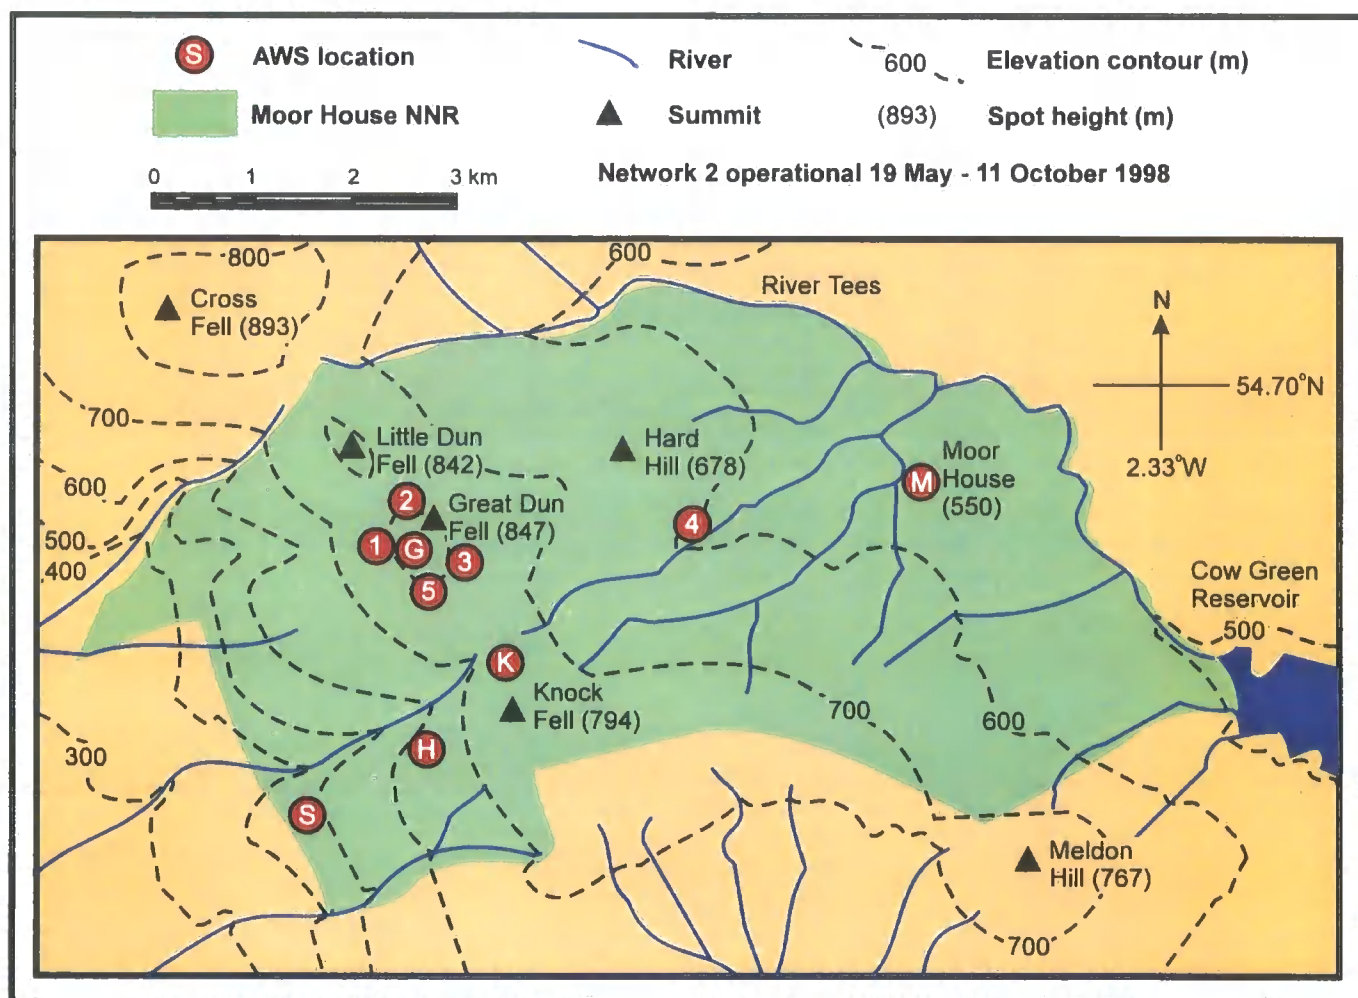 S AWS location River 600 Elevation contour (m)
Moor House NNR Summit (893) Spot height (m)
0 1 2 3 km
Network 2 operational 19 May - 11 October 1998
800
600
Cross
Fell (893)
River Tees
N
54.70°N
2.33°W
700
Little Dun
Fell (842)
Hard
Hill (678)
Moor
House
(550)
M
600
2
Great Dun
Fell (847)
4
500
400
1
G
3
5
Cow Green
Reservoir
500
K
Knock
Fell (794)
700
600
300
H
S
Meldon
Hill (767)
700